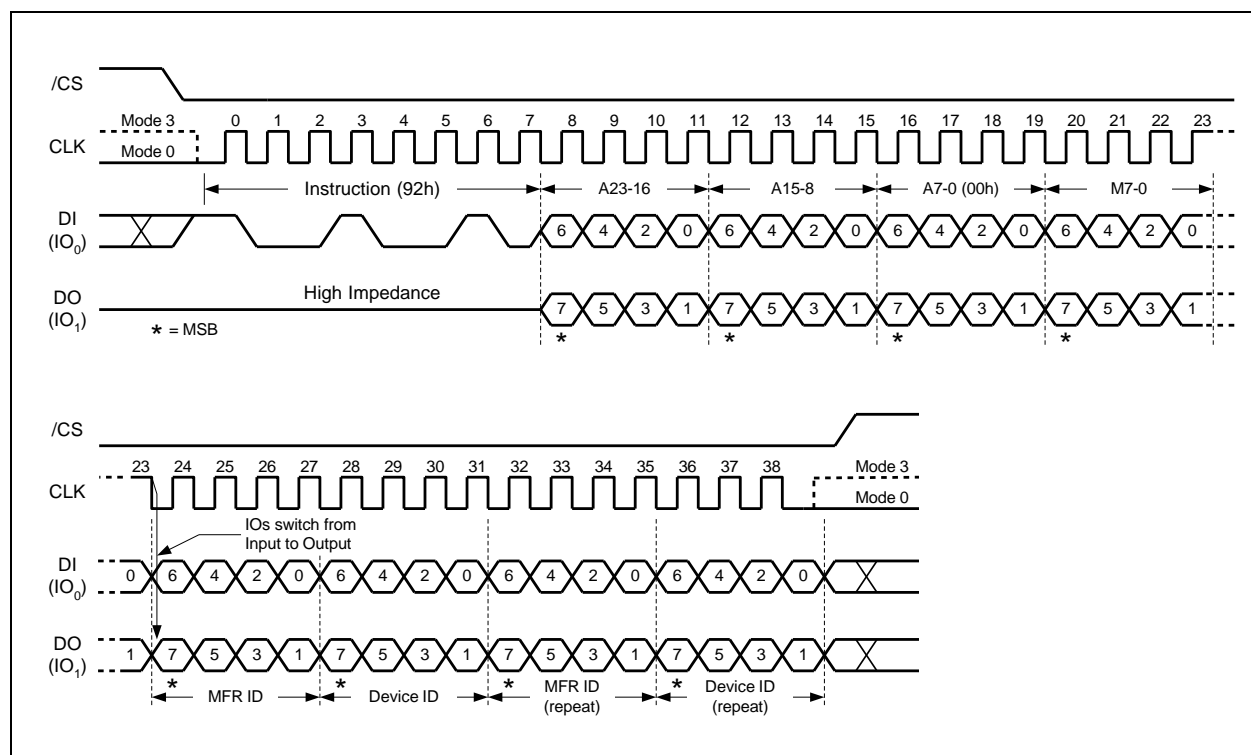 /CS
Mode 3
0 1 2 3 4 5 6 7 8 9 10 11 12 13 14 15 16 17 18 19 20 21 22 23
CLK
Mode 0
Instruction (92h) A23-16 A15-8 A7-0 (00h) M7-0
DI
(IO0)
6 4 2 0 6 4 2 0 6 4 2 0 6 4 2 0
High Impedance
DO
(IO1)
7 5 3 1 7 5 3 1 7 5 3 1 7 5 3 1
* * * *
* = MSB
/CS
23 24 25 26 27 28 29 30 31 32 33 34 35 36 37 38
Mode 3
CLK
Mode 0
IOs switch from
Input to Output
DI
(IO0)
0 6 4 2 0 6 4 2 0 6 4 2 0 6 4 2 0
DO
(IO1)
1 7 5 3 1 7 5 3 1 7 5 3 1 7 5 3 1
* * * *
MFR ID Device ID MFR ID
(repeat)
Device ID
(repeat)